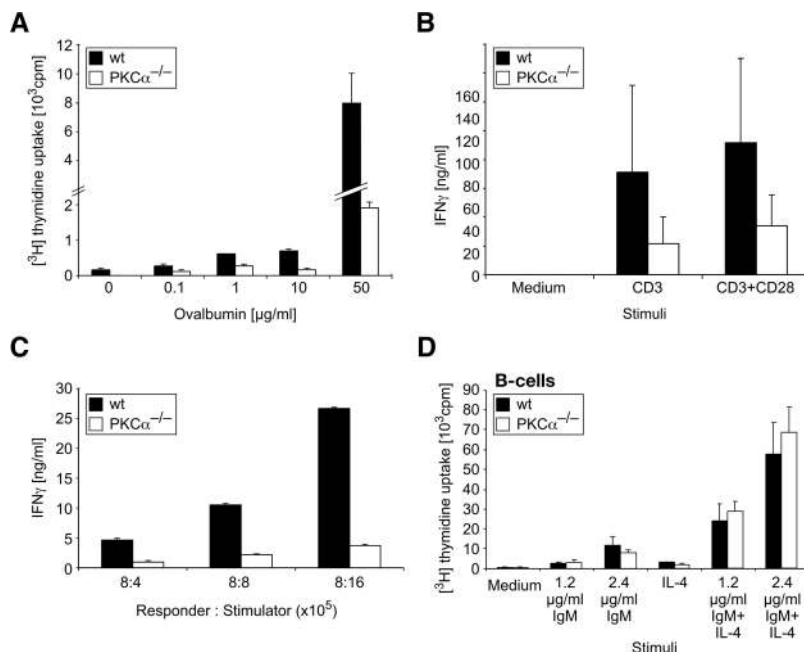 A
wt
PKCα−/−
[3H] thymidine uptake [10³cpm]
12
10
8
6
4
2
1
0
0 0.1 1 10 50
Ovalbumin [µg/ml]
B
wt
PKCα−/−
IFNγ [ng/ml]
160
140
120
100
80
60
40
20
0
Medium CD3 CD3+CD28
Stimuli
C
wt
PKCα−/−
IFNγ [ng/ml]
30
25
20
15
10
5
0
8:4 8:8 8:16
Responder : Stimulator (x10⁵)
D
B-cells
wt
PKCα−/−
[³H] thymidine uptake [10³cpm]
90
80
70
60
50
40
30
20
10
0
Medium 1.2 2.4 IL-4 1.2 2.4
µg/ml µg/ml µg/ml µg/ml
IgM IgM IgM+ IgM+
IL-4 IL-4
Stimuli